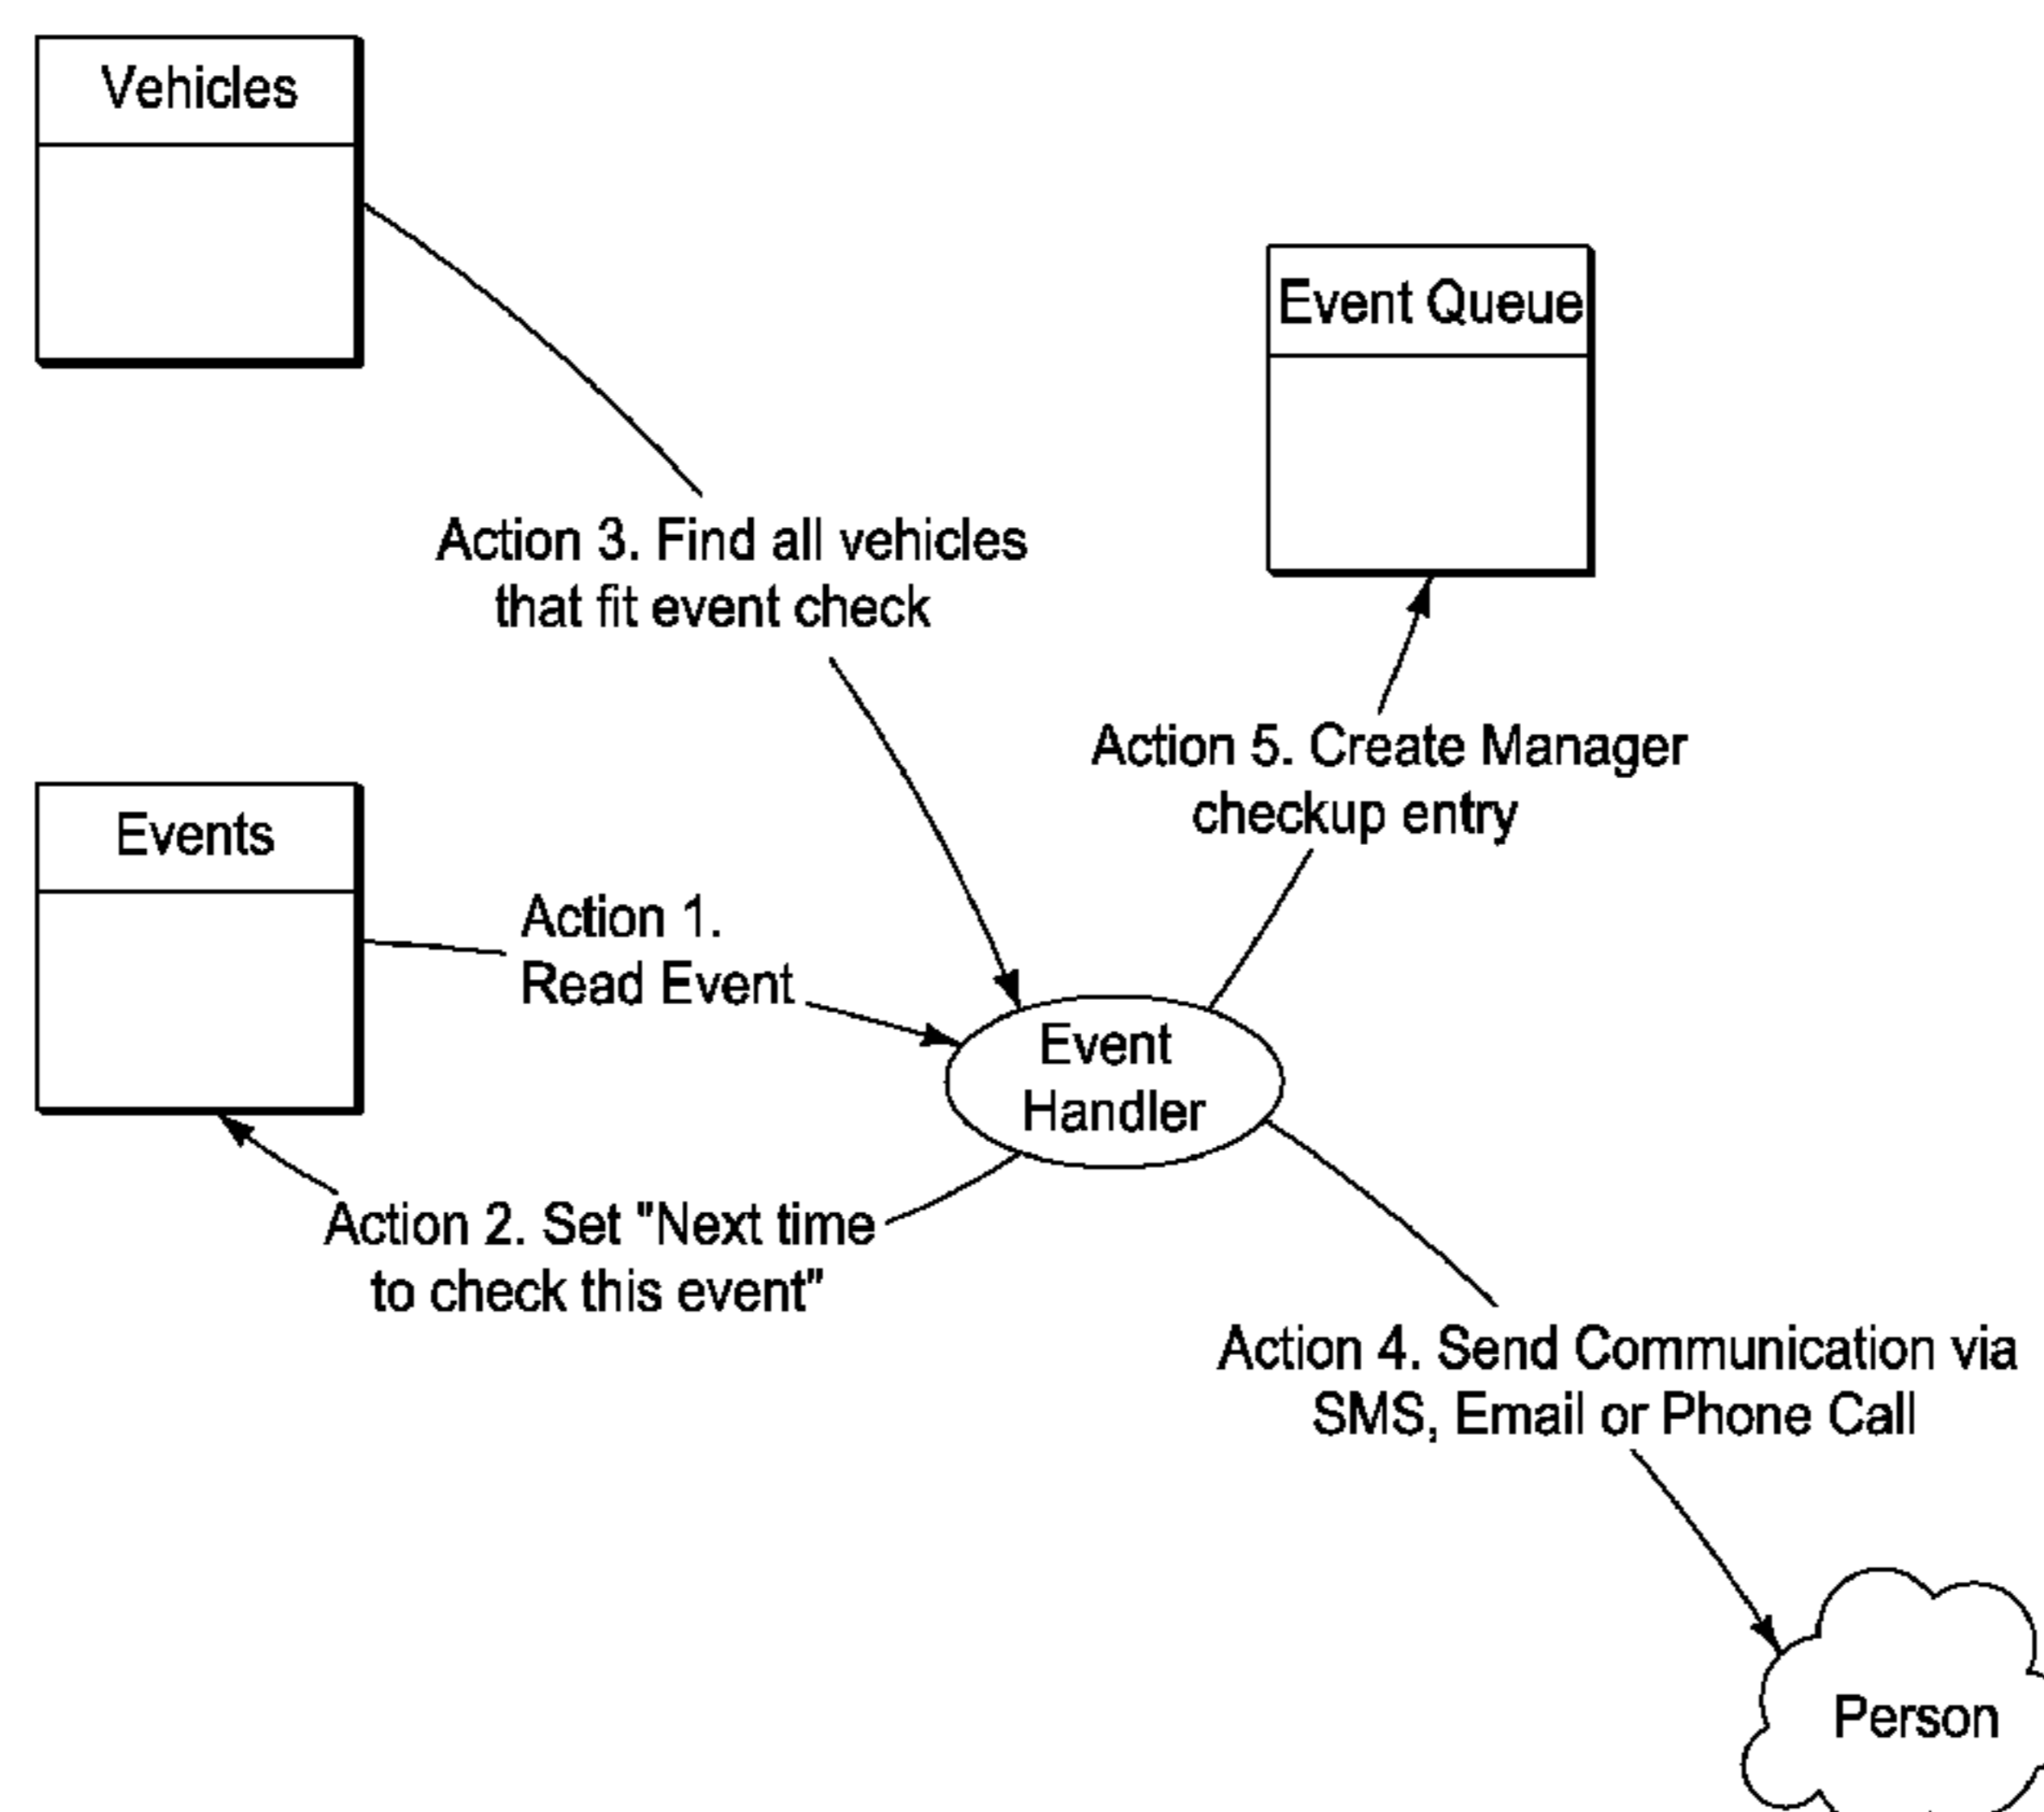 Vehicles
Event Queue
Action 3. Find all vehicles
that fit event check
Action 5. Create Manager
checkup entry
Events
Action 1.
Read Event
Event
Handler
Action 2. Set "Next time
to check this event"
Action 4. Send Communication via
SMS, Email or Phone Call
Person